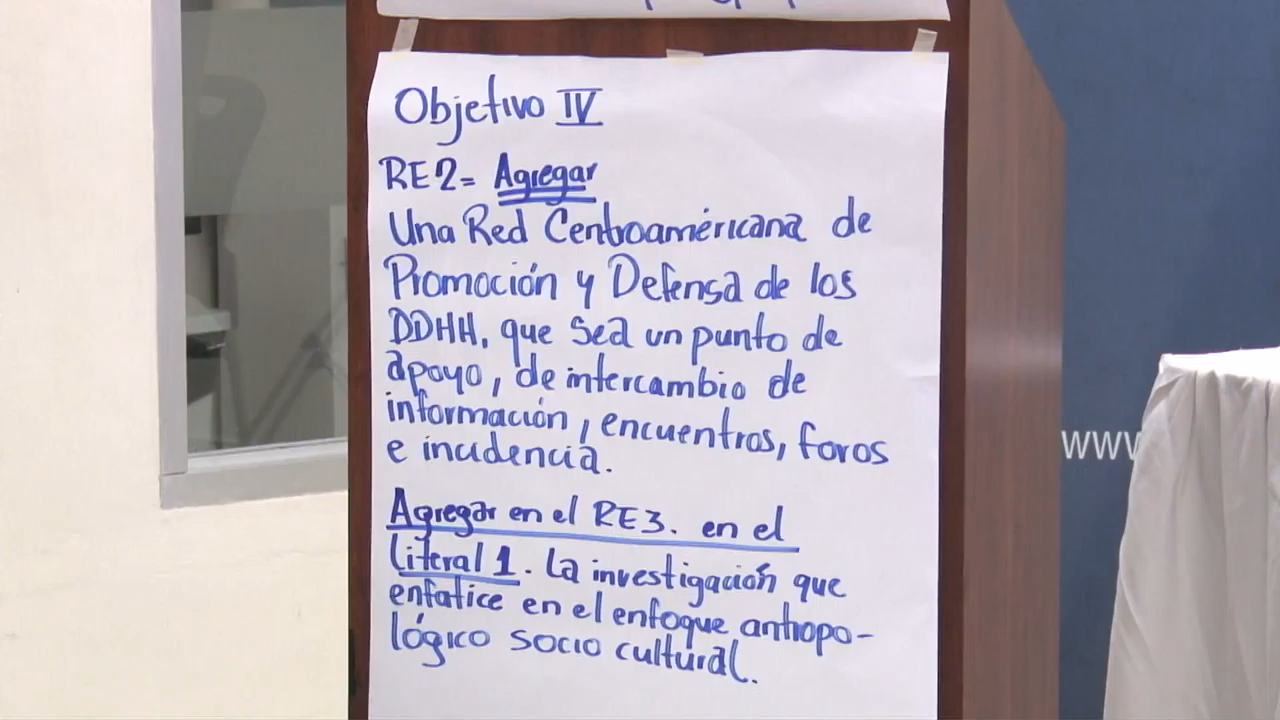 Objetivo IV
RE2= Agregar
Una Red Centroaméricana de
Promoción y Defensa de los
DDHH, que sea un punto de
apoyo, de intercambio de
información, encuentros, foros
e incidencia.
Agregar en el RE3. en el
Literal 1. La investigación que
enfatice en el enfoque antropo-
lógico socio cultural.
www